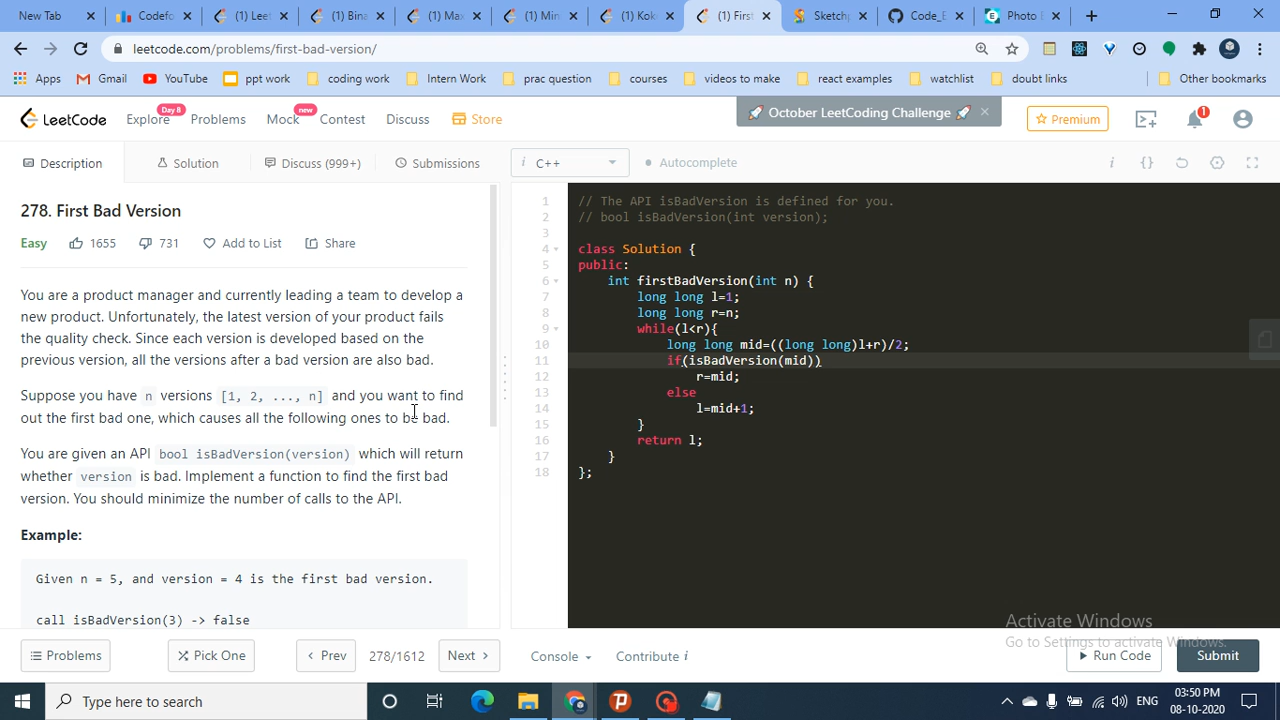 New Tab
Codefo
(1) Leet
(1) Bina
(1) Max
(1) Min
(1) Koko
(1) First
Sketchp
Code_E
Photo E
leetcode.com/problems/first-bad-version/
Apps
Gmail
YouTube
ppt work
coding work
Intern Work
prac question
courses
videos to make
react examples
watchlist
doubt links
Other bookmarks
LeetCode
Explore
Day 8
Problems
Mock
new
Contest
Discuss
Store
🚀 October LeetCoding Challenge 🚀
Premium
1
Description
Solution
Discuss (999+)
Submissions
i C++
Autocomplete
278. First Bad Version
Easy
1655
731
Add to List
Share
You are a product manager and currently leading a team to develop a
new product. Unfortunately, the latest version of your product fails
the quality check. Since each version is developed based on the
previous version, all the versions after a bad version are also bad.
Suppose you have n versions [1, 2, ..., n] and you want to find
out the first bad one, which causes all the following ones to be bad.
You are given an API bool isBadVersion(version) which will return
whether version is bad. Implement a function to find the first bad
version. You should minimize the number of calls to the API.
Example:
Given n = 5, and version = 4 is the first bad version.
call isBadVersion(3) -> false
1 // The API isBadVersion is defined for you.
2 // bool isBadVersion(int version);
3
4 class Solution {
5 public:
6 int firstBadVersion(int n) {
7 long long l=1;
8 long long r=n;
9 while(l<r){
10 long long mid=((long long)l+r)/2;
11 if(isBadVersion(mid))
12 r=mid;
13 else
14 l=mid+1;
15 }
16 return l;
17 }
18 };
Activate Windows
Go to Settings to activate Windows.
Problems
Pick One
Prev
278/1612
Next
Console
Contribute i
Run Code
Submit
Type here to search
ENG
03:50 PM
08-10-2020